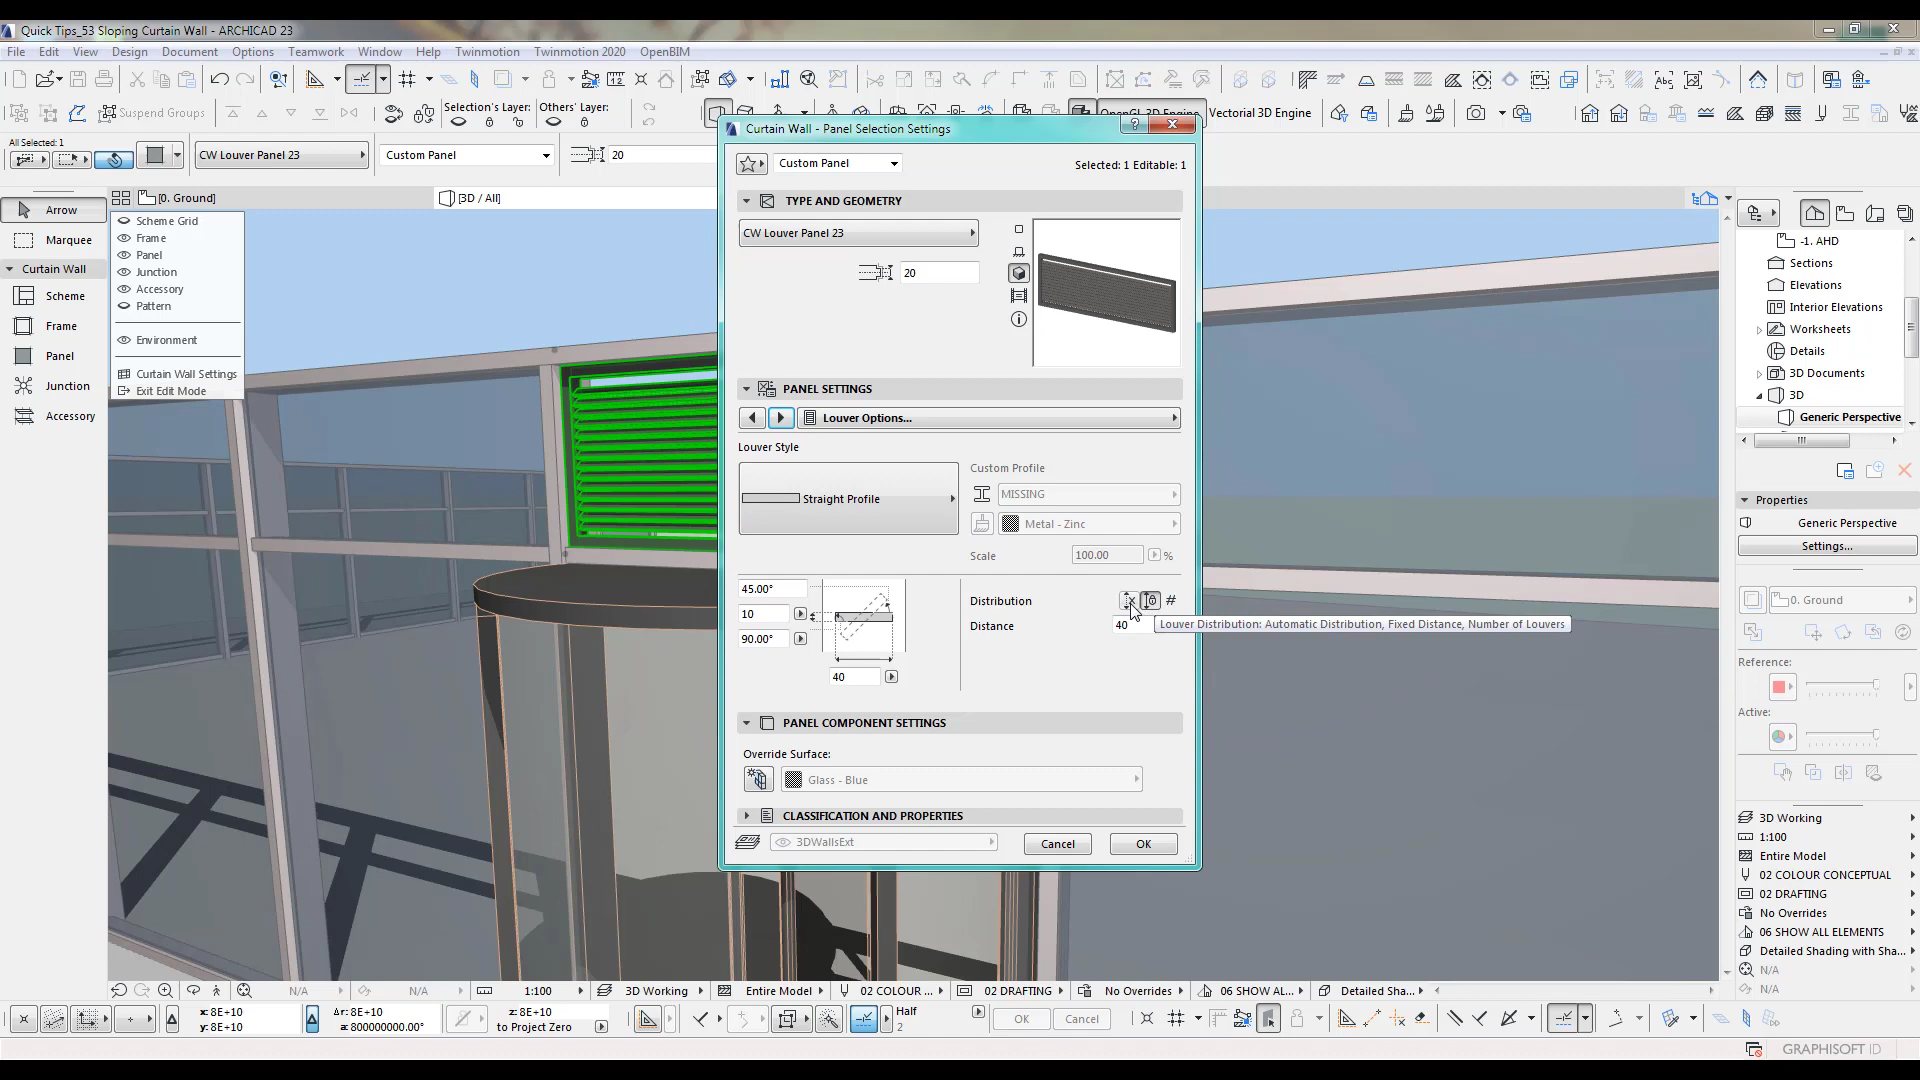 Quick Tips_53 Sloping Curtain Wall - ARCHICAD 23
File Edit View Design Document Options Teamwork Window Help Twinmotion Twinmotion 2020 OpenBIM
Suspend Groups
Selection's Layer: Others' Layer:
Vectorial 3D Engine
All Selected: 1
CW Louver Panel 23
Custom Panel
20
[0. Ground]
[3D / All]
Arrow
Marquee
Curtain Wall
Scheme
Frame
Panel
Junction
Accessory
Scheme Grid
Frame
Panel
Junction
Accessory
Pattern
Environment
Curtain Wall Settings
Exit Edit Mode
Curtain Wall - Panel Selection Settings
Custom Panel
Selected: 1 Editable: 1
TYPE AND GEOMETRY
CW Louver Panel 23
20
PANEL SETTINGS
Louver Options...
Louver Style
Straight Profile
Custom Profile
MISSING
Metal - Zinc
Scale 100.00 %
45.00°
10
90.00°
40
Distribution
Distance 40
Louver Distribution: Automatic Distribution, Fixed Distance, Number of Louvers
PANEL COMPONENT SETTINGS
Override Surface:
Glass - Blue
CLASSIFICATION AND PROPERTIES
3DWallsExt
Cancel OK
-1. AHD
Sections
Elevations
Interior Elevations
Worksheets
Details
3D Documents
3D
Generic Perspective
Properties
Generic Perspective
Settings...
0. Ground
Reference:
Active:
3D Working
1:100
Entire Model
02 COLOUR CONCEPTUAL
02 DRAFTING
No Overrides
06 SHOW ALL ELEMENTS
Detailed Shading with Sha...
N/A
N/A
N/A N/A 1:100 3D Working Entire Model 02 COLOUR ... 02 DRAFTING No Overrides 06 SHOW AL... Detailed Sha...
x: 8E+10
y: 8E+10
Δr: 8E+10
a: 800000000.00°
z: 8E+10
to Project Zero
Half
2
OK Cancel
GRAPHISOFT ID